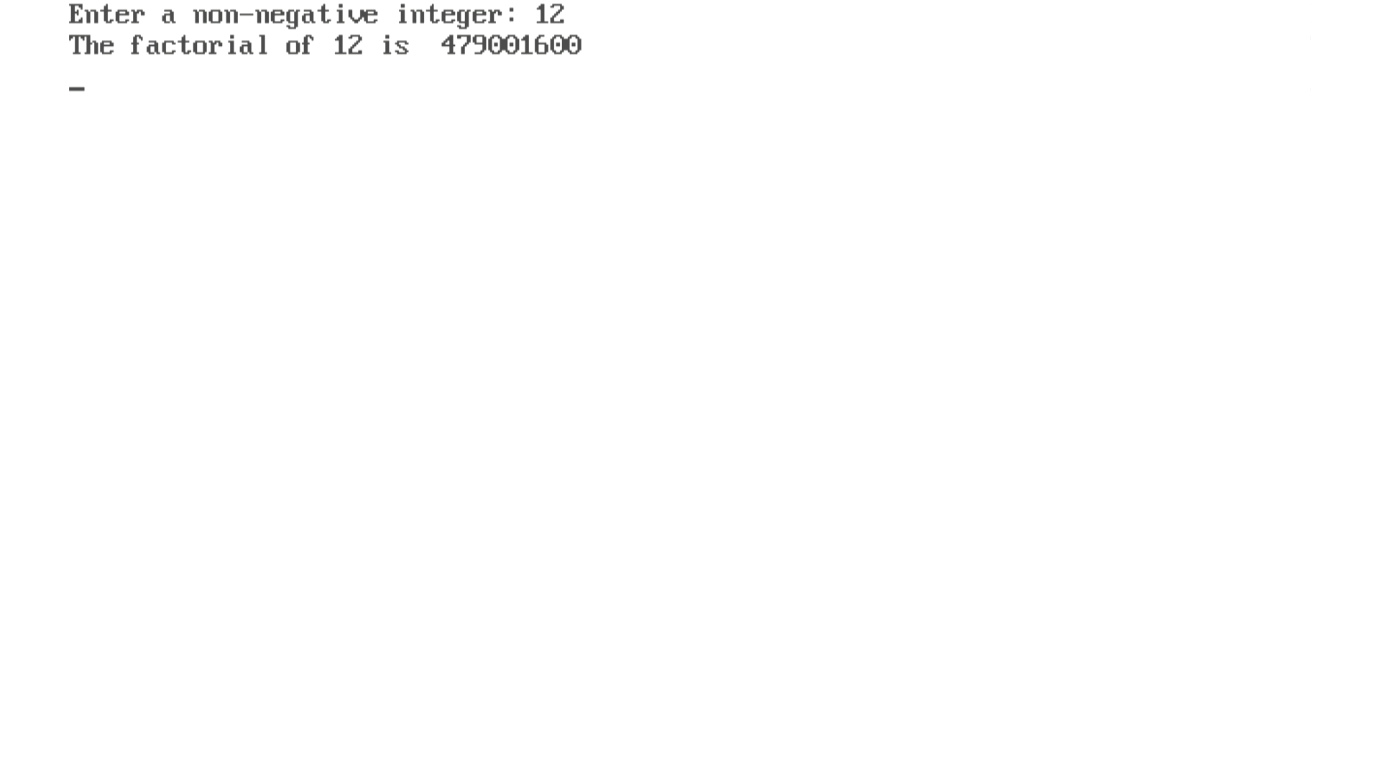 Enter a non-negative integer: 12
The factorial of 12 is  479001600
_